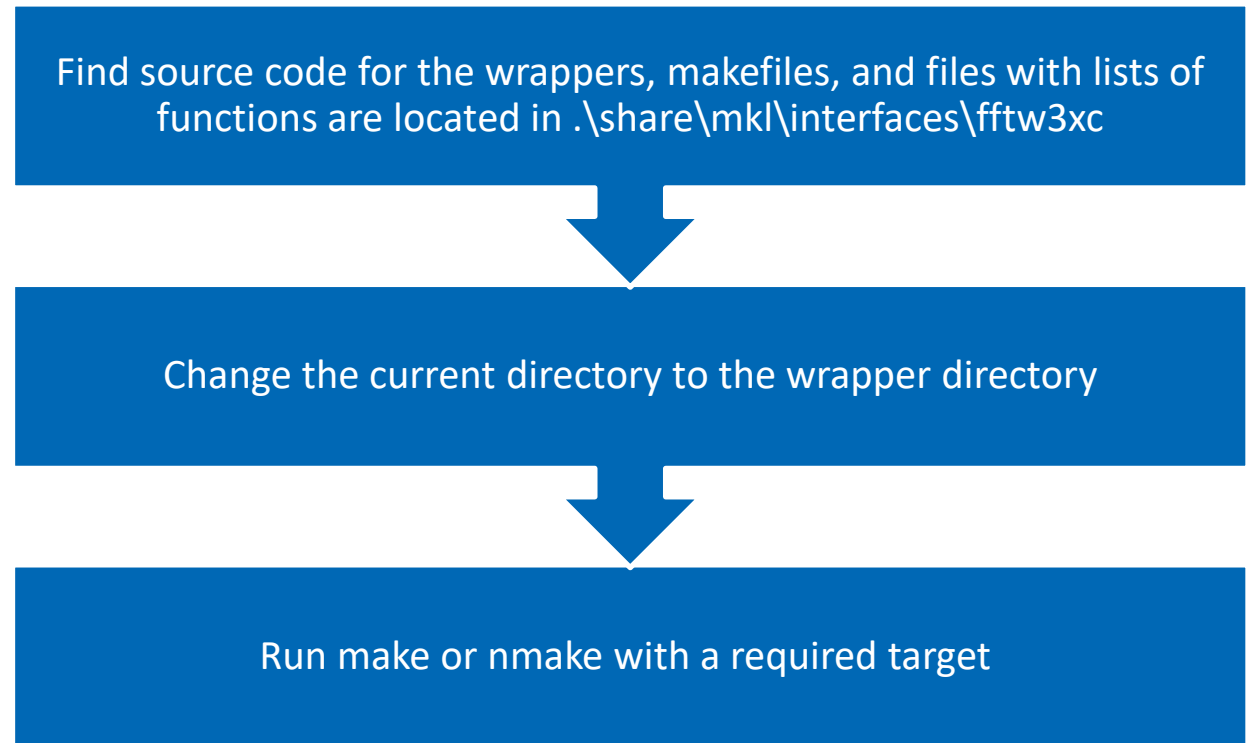 Find source code for the wrappers, makefiles, and files with lists of
functions are located in .\share\mkl\interfaces\fftw3xc
Change the current directory to the wrapper directory
Run make or nmake with a required target